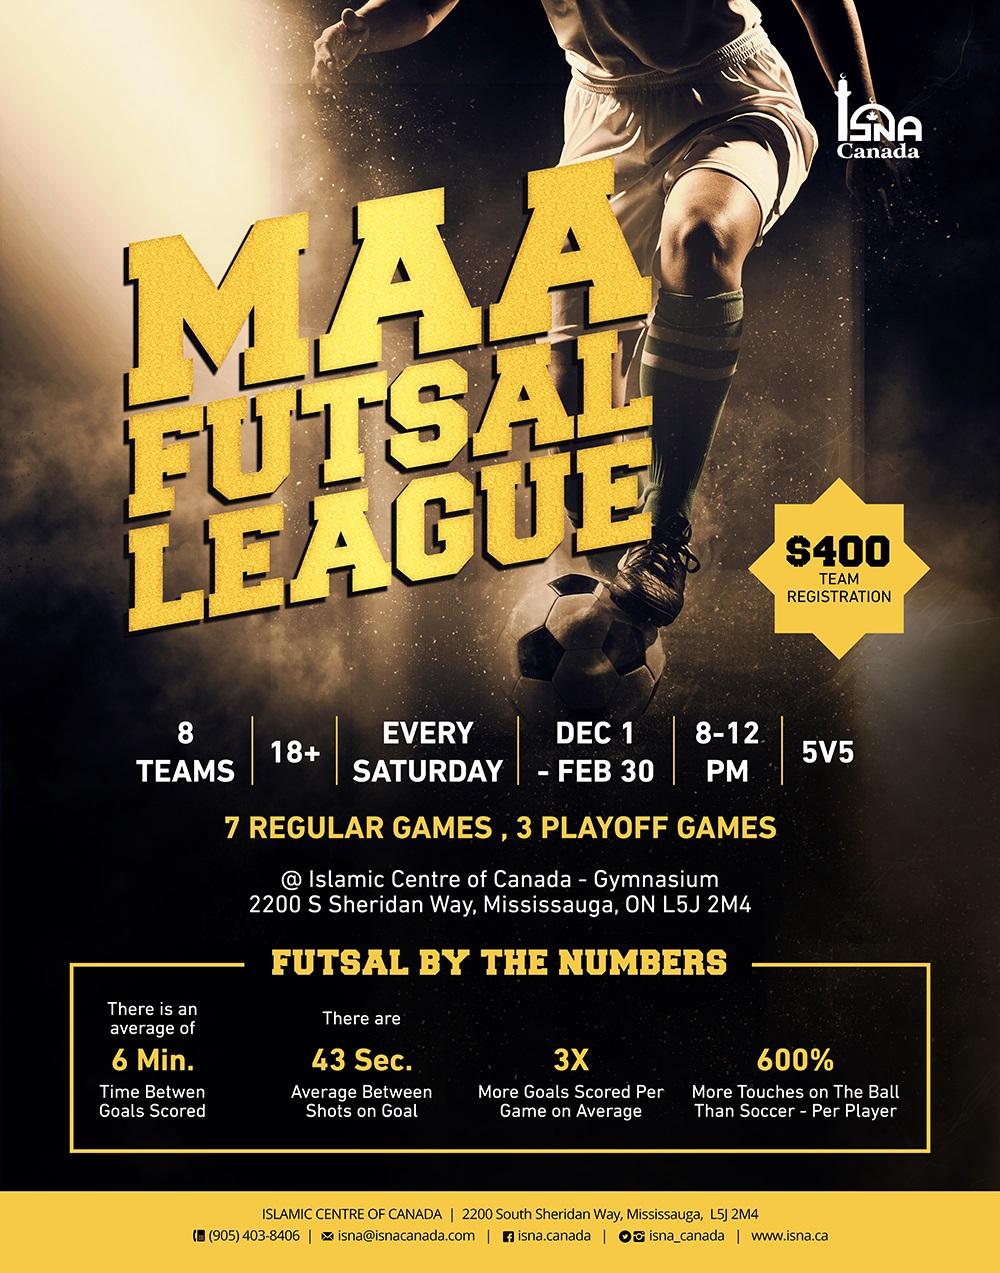 ISNA
Canada
MAA
FUTSAL
LEAGUE
$400
TEAM
REGISTRATION
8
TEAMS
18+
EVERY
SATURDAY
DEC 1
- FEB 30
8-12
PM
5V5
7 REGULAR GAMES , 3 PLAYOFF GAMES
@ Islamic Centre of Canada - Gymnasium
2200 S Sheridan Way, Mississauga, ON L5J 2M4
FUTSAL BY THE NUMBERS
There is an
average of
6 Min.
Time Betwen
Goals Scored
There are
43 Sec.
Average Between
Shots on Goal
3X
More Goals Scored Per
Game on Average
600%
More Touches on The Ball
Than Soccer - Per Player
ISLAMIC CENTRE OF CANADA | 2200 South Sheridan Way, Mississauga, L5J 2M4
(905) 403-8406 | isna@isnacanada.com | isna.canada | isna_canada | www.isna.ca